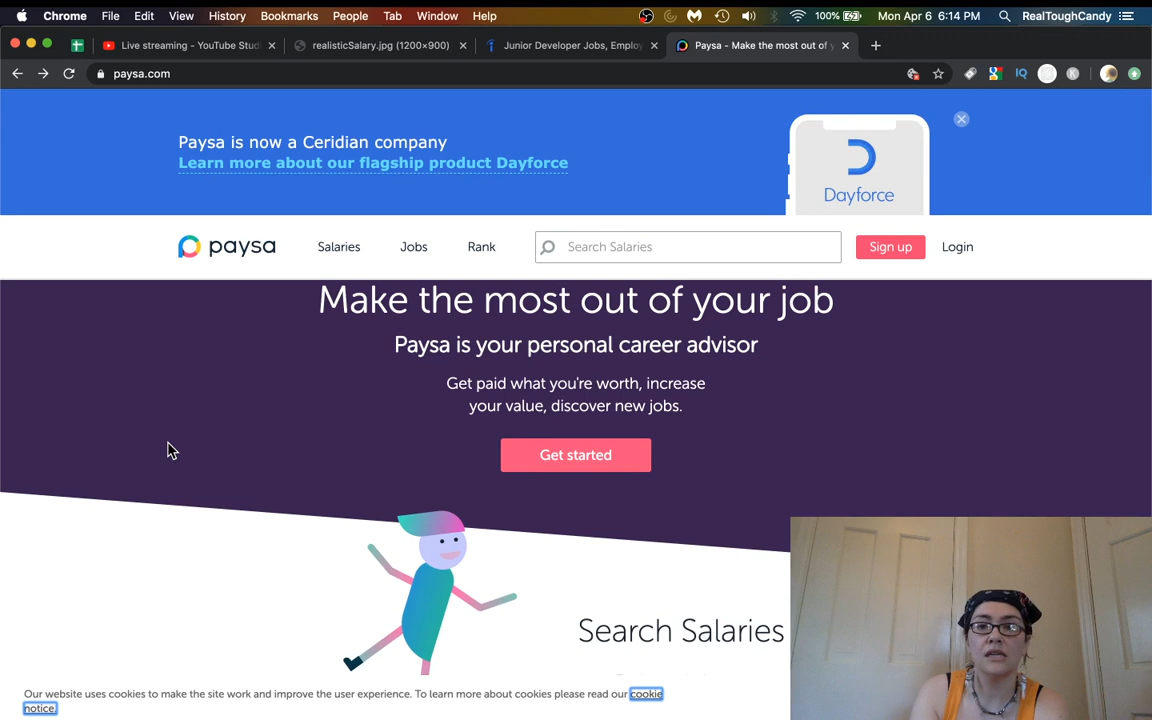 Chrome File Edit View History Bookmarks People Tab Window Help 100% Mon Apr 6 6:14 PM RealToughCandy
Live streaming - YouTube Stud realisticSalary.jpg (1200×900) Junior Developer Jobs, Employ Paysa - Make the most out of y
paysa.com IQ K
Paysa is now a Ceridian company
Learn more about our flagship product Dayforce
Dayforce
paysa Salaries Jobs Rank Search Salaries Sign up Login
Make the most out of your job
Paysa is your personal career advisor
Get paid what you're worth, increase
your value, discover new jobs.
Get started
Search Salaries
Our website uses cookies to make the site work and improve the user experience. To learn more about cookies please read our cookie
notice.